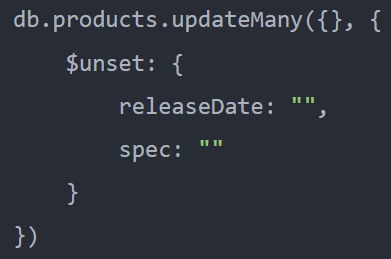 db.products.updateMany({}, {
    $unset: {
        releaseDate: "",
        spec: ""
    }
})